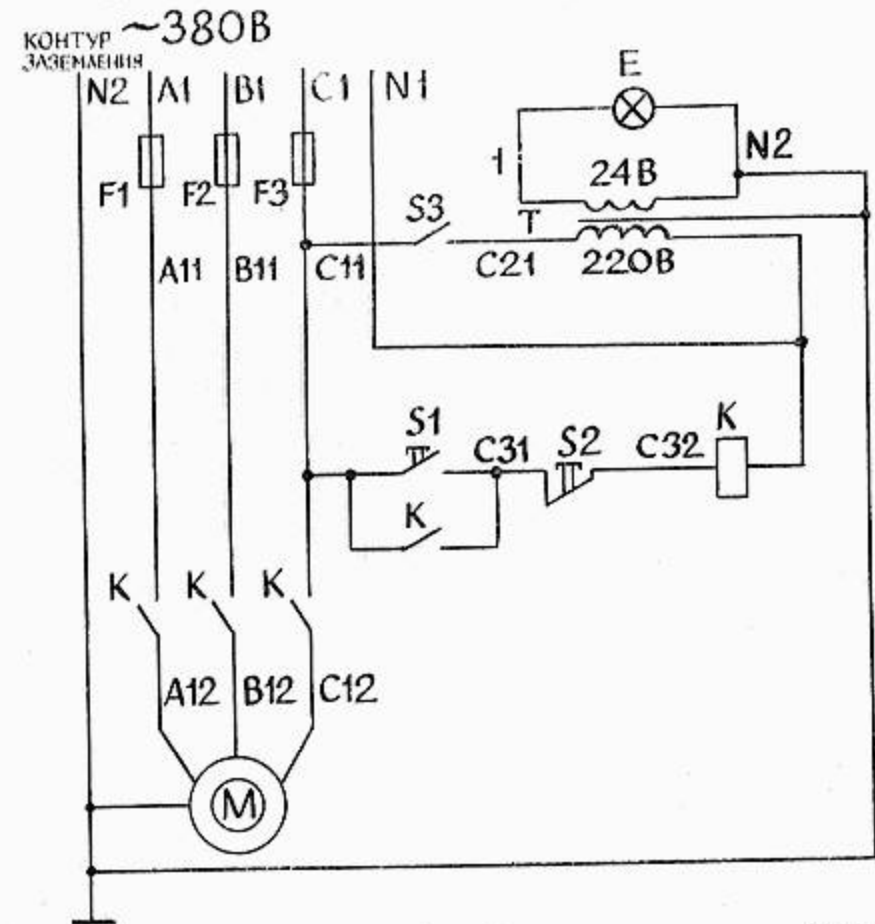 ~380В
КОНТУР
ЗАЗЕМЛЕНИЯ
N2 A1 B1 C1 N1
E
1
24В
N2
F1 F2 F3
S3
T
A11 B11 C11
C21
220В
S1
C31
S2
C32
K
K
K K K
A12 B12 C12
M